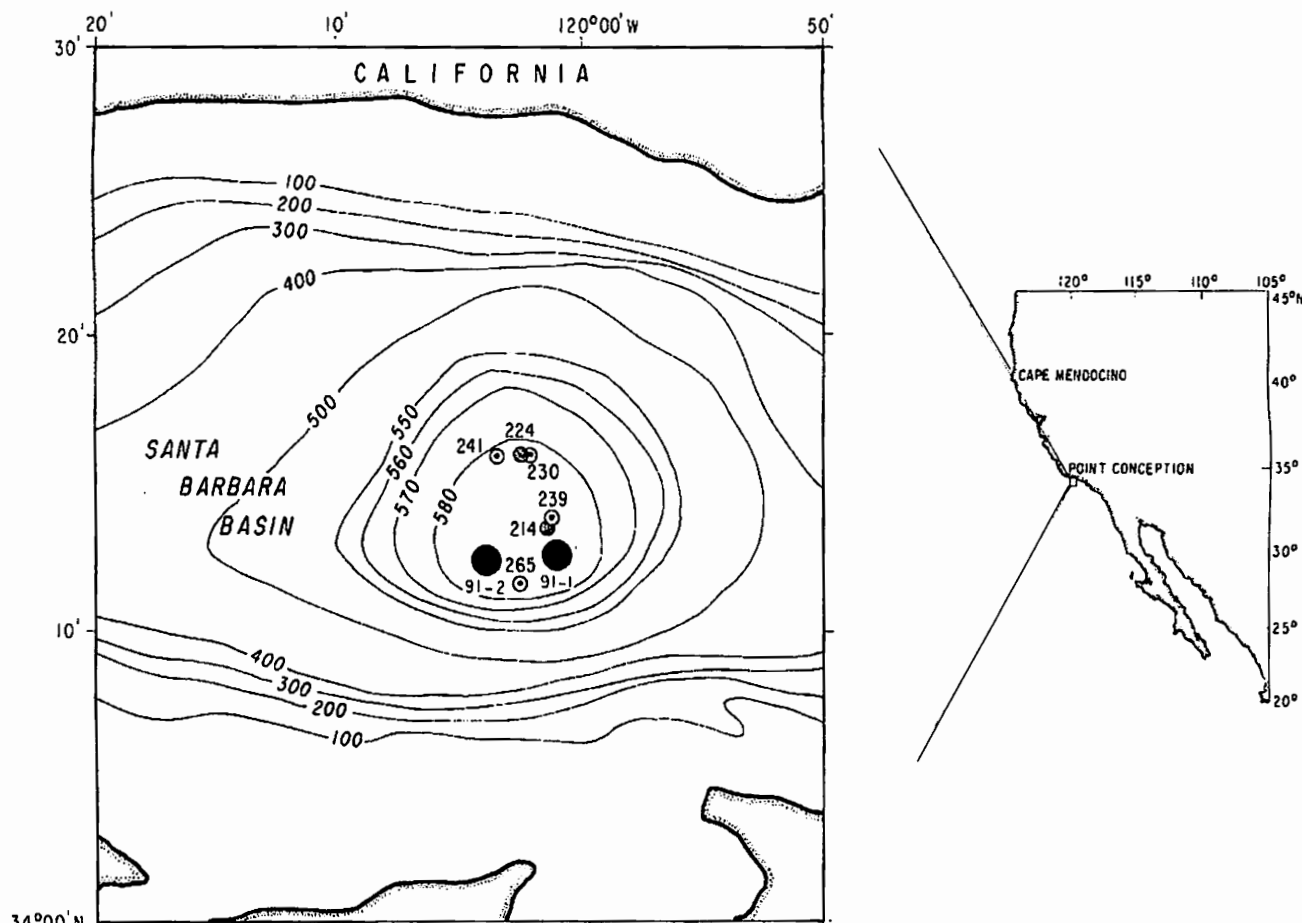 20' 10' 120°00'W 50'
30'
CALIFORNIA
100
200
300
400
20'
500
550
560
570
580
241 224
230
239
214
265
91-2 91-1
SANTA
BARBARA
BASIN
10'
400
300
200
100
34°00'N
120° 115° 110° 105°
45°N
CAPE MENDOCINO 40°
POINT CONCEPTION 35°
30°
25°
20°